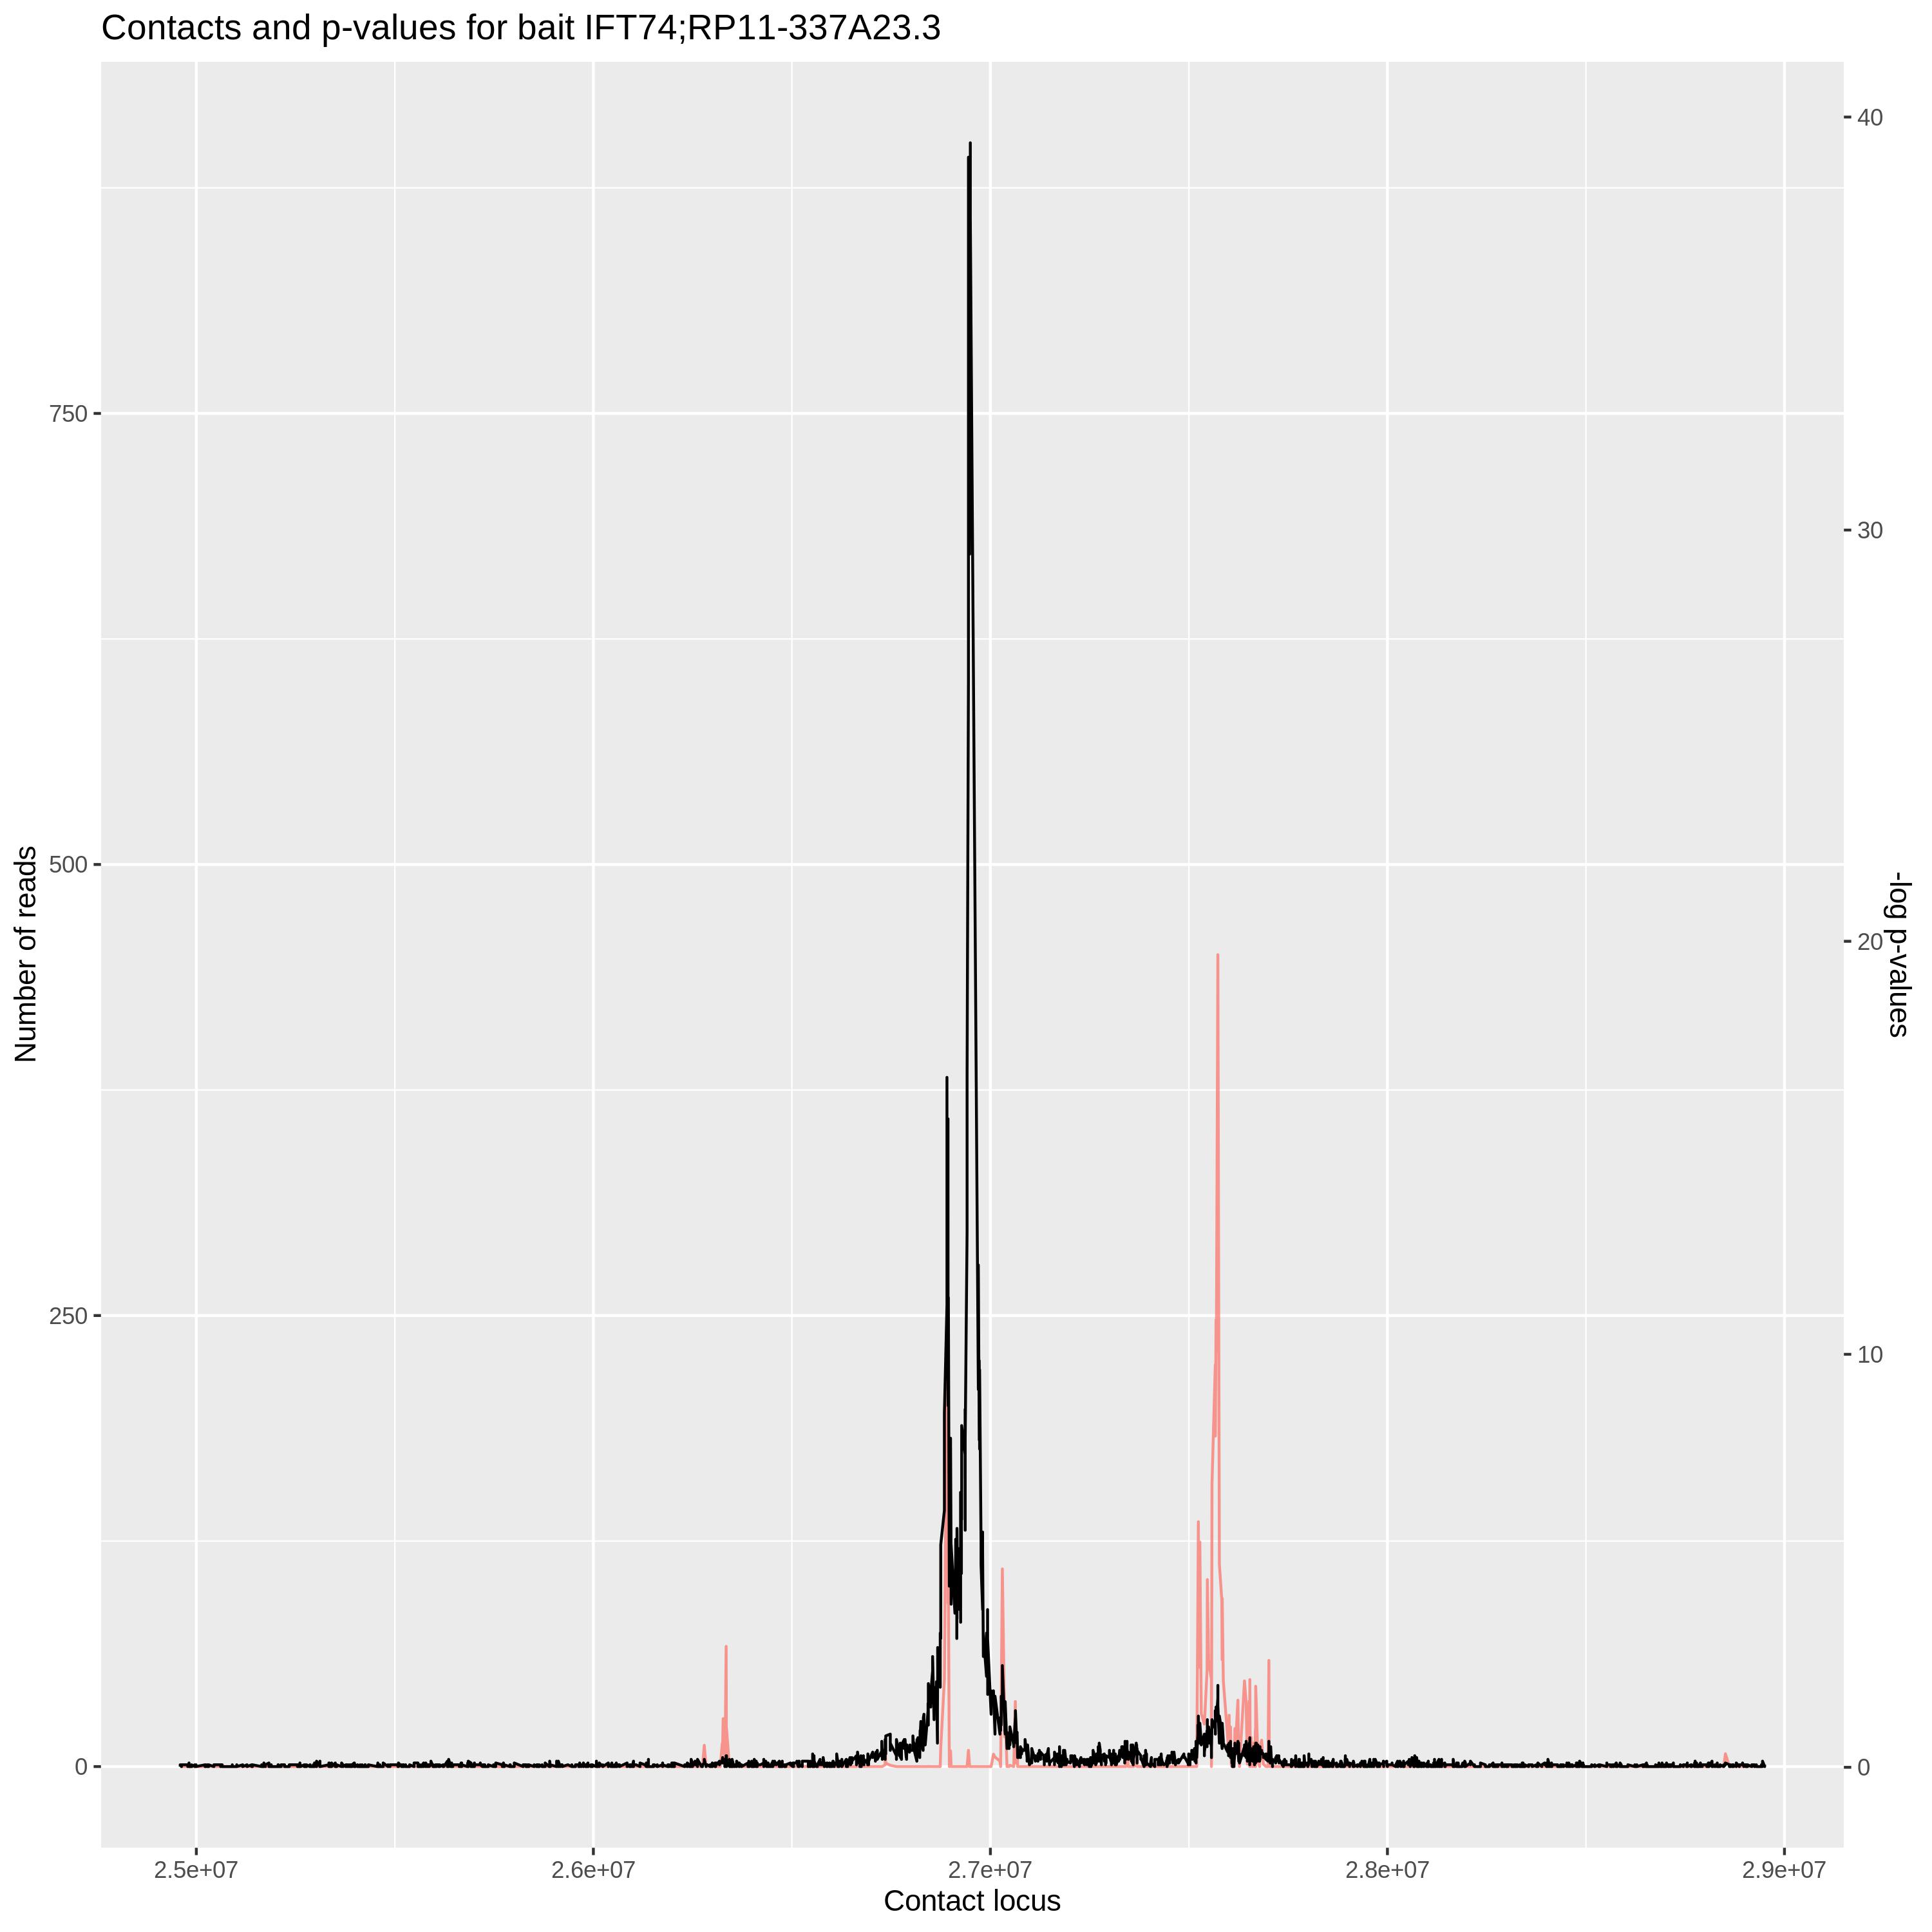 Contacts and p-values for bait IFT74;RP11-337A23.3
Number of reads
750
500
250
0
40
30
20
10
0
-log p-values
2.5e+07 2.6e+07 2.7e+07 2.8e+07 2.9e+07
Contact locus